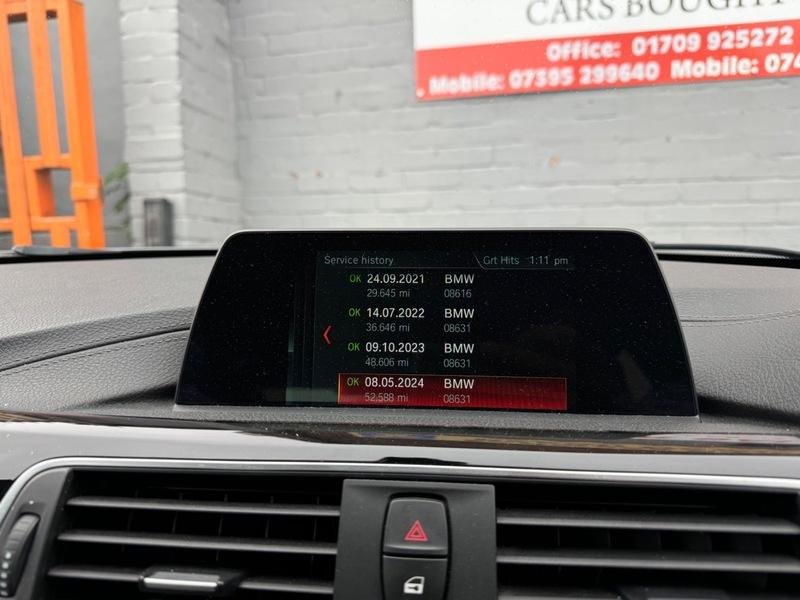 CARS BOUGHT
Office: 01709 925272
Mobile: 07595 299640 Mobile: 074
Service history
Grt Hits 1:11 pm
OK 24.09.2021 BMW
29.645 mi 08616
OK 14.07.2022 BMW
36.646 mi 08631
OK 09.10.2023 BMW
48.606 mi 08631
OK 08.05.2024 BMW
52.588 mi 08631